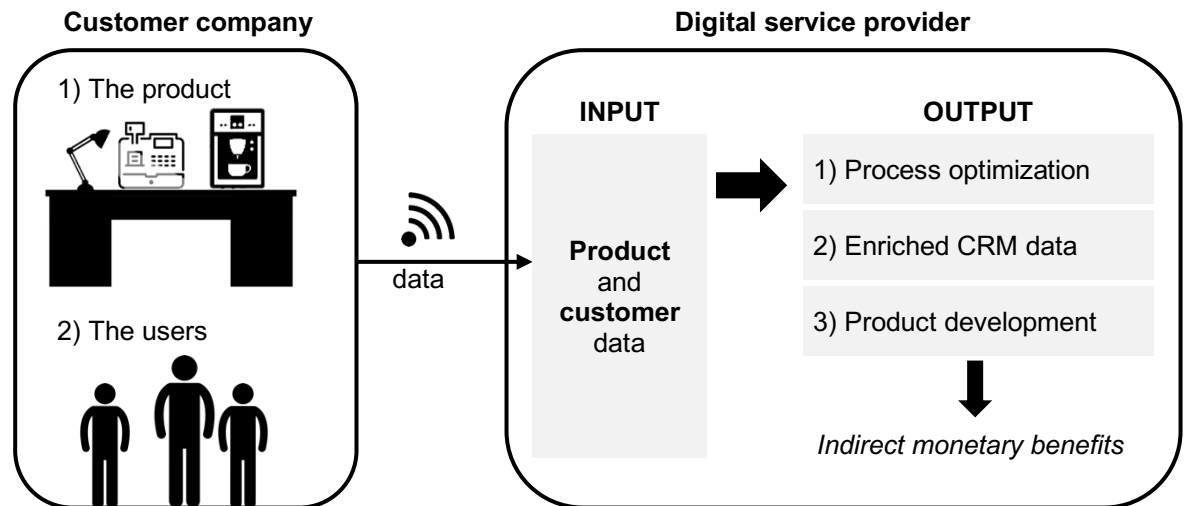 Customer company
Digital service provider
1) The product
2) The users
data
INPUT
Product
and
customer
data
OUTPUT
1) Process optimization
2) Enriched CRM data
3) Product development
Indirect monetary benefits